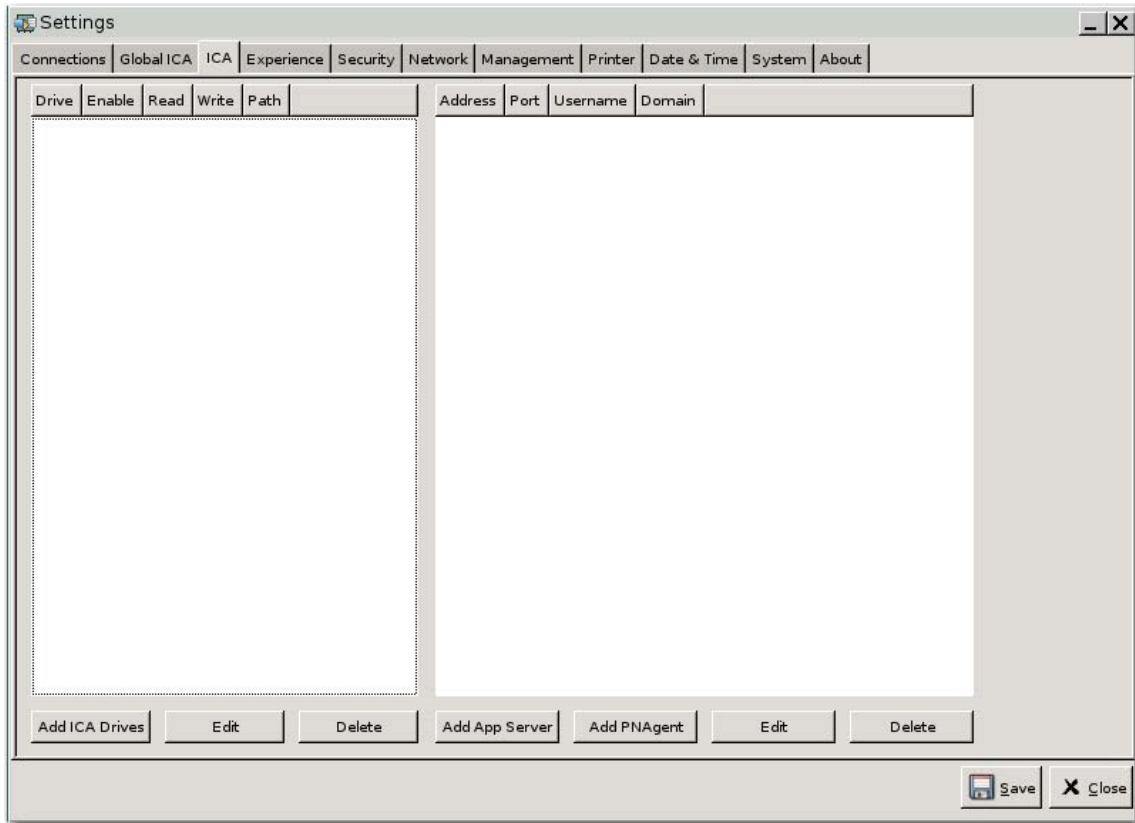 Settings
Connections Global ICA ICA Experience Security Network Management Printer Date & Time System About
Drive Enable Read Write Path Address Port Username Domain
Add ICA Drives Edit Delete Add App Server Add PNAgent Edit Delete
Save Close